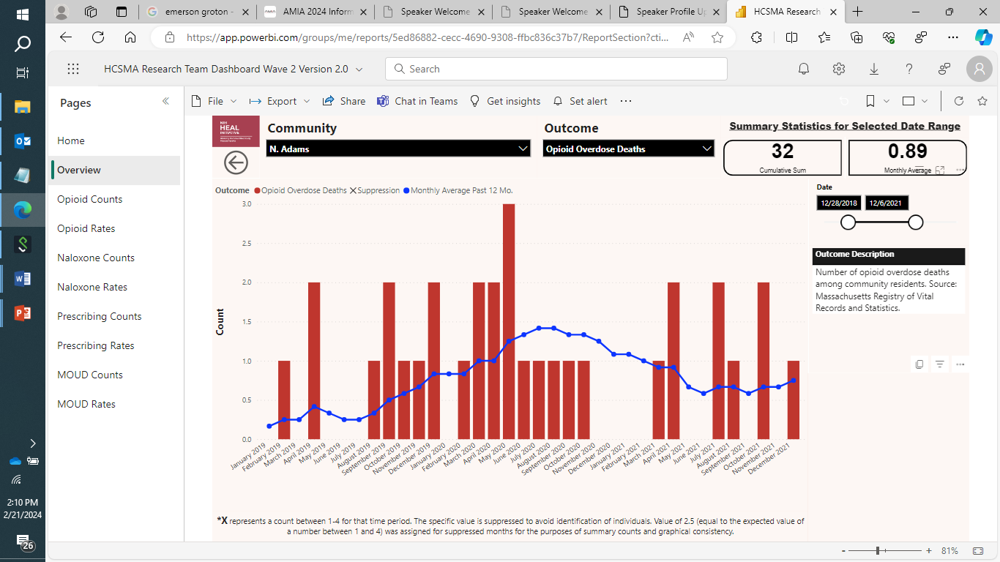 emerson groton -
AMIA 2024 Inform
Speaker Welcome
Speaker Welcome
Speaker Profile Up
HCSMA Research
https://app.powerbi.com/groups/me/reports/5ed86882-cecc-4690-9308-ffbc836c37b7/ReportSection?cti...
HCSMA Research Team Dashboard Wave 2 Version 2.0
Search
Pages
File
Export
Share
Chat in Teams
Get insights
Set alert
Home
Overview
Opioid Counts
Opioid Rates
Naloxone Counts
Naloxone Rates
Prescribing Counts
Prescribing Rates
MOUD Counts
MOUD Rates
NIH
HEAL
INITIATIVE
Community
N. Adams
Outcome
Opioid Overdose Deaths
Summary Statistics for Selected Date Range
32
Cumulative Sum
0.89
Monthly Average
Outcome Opioid Overdose Deaths Suppression Monthly Average Past 12 Mo.
Date
12/28/2018 12/6/2021
Outcome Description
Number of opioid overdose deaths
among community residents. Source:
Massachusetts Registry of Vital
Records and Statistics.
Count
3.0
2.5
2.0
1.5
1.0
0.5
0.0
January 2019
February 2019
March 2019
April 2019
May 2019
June 2019
July 2019
August 2019
September 2019
October 2019
November 2019
December 2019
January 2020
February 2020
March 2020
April 2020
May 2020
June 2020
July 2020
August 2020
September 2020
October 2020
November 2020
December 2020
January 2021
February 2021
March 2021
April 2021
May 2021
June 2021
July 2021
August 2021
September 2021
October 2021
November 2021
December 2021
*X represents a count between 1-4 for that time period. The specific value is suppressed to avoid identification of individuals. Value of 2.5 (equal to the expected value of
a number between 1 and 4) was assigned for suppressed months for the purposes of summary counts and graphical consistency.
81%
2:10 PM
2/21/2024
26